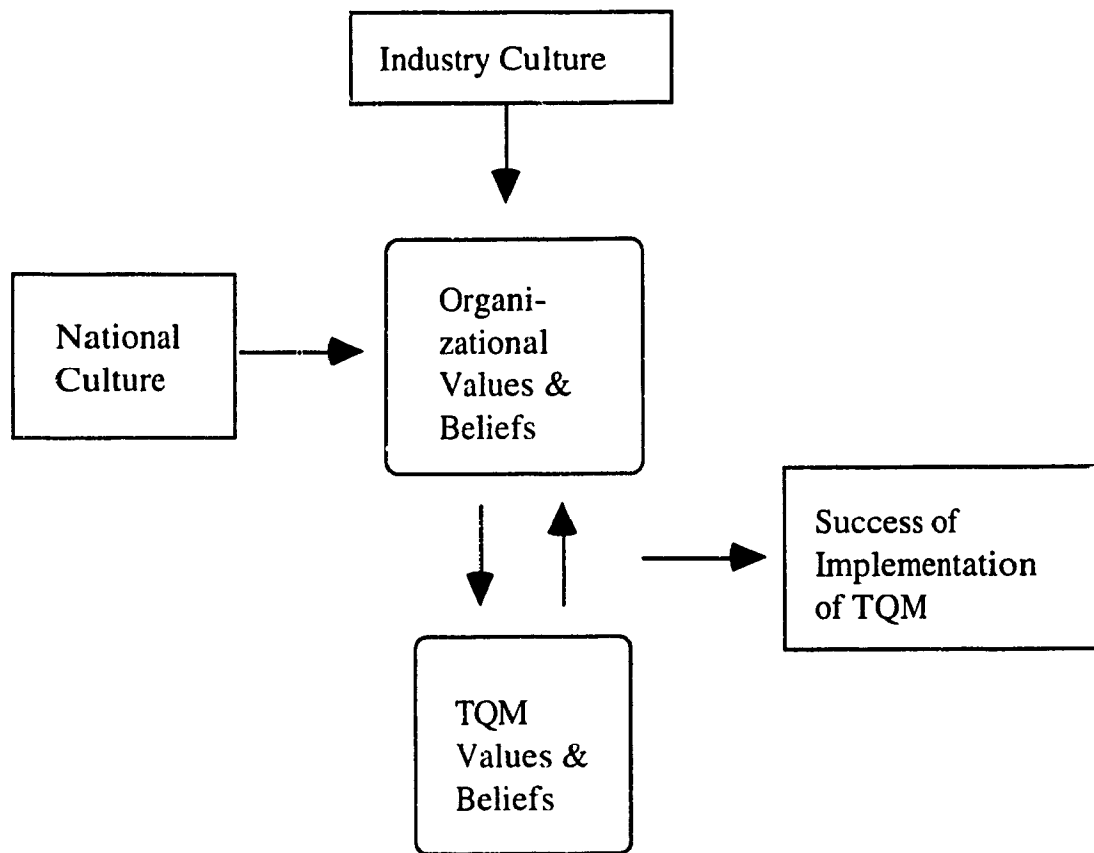 Industry Culture
National
Culture
Organi-
zational
Values &
Beliefs
Success of
Implementation
of TQM
TQM
Values &
Beliefs